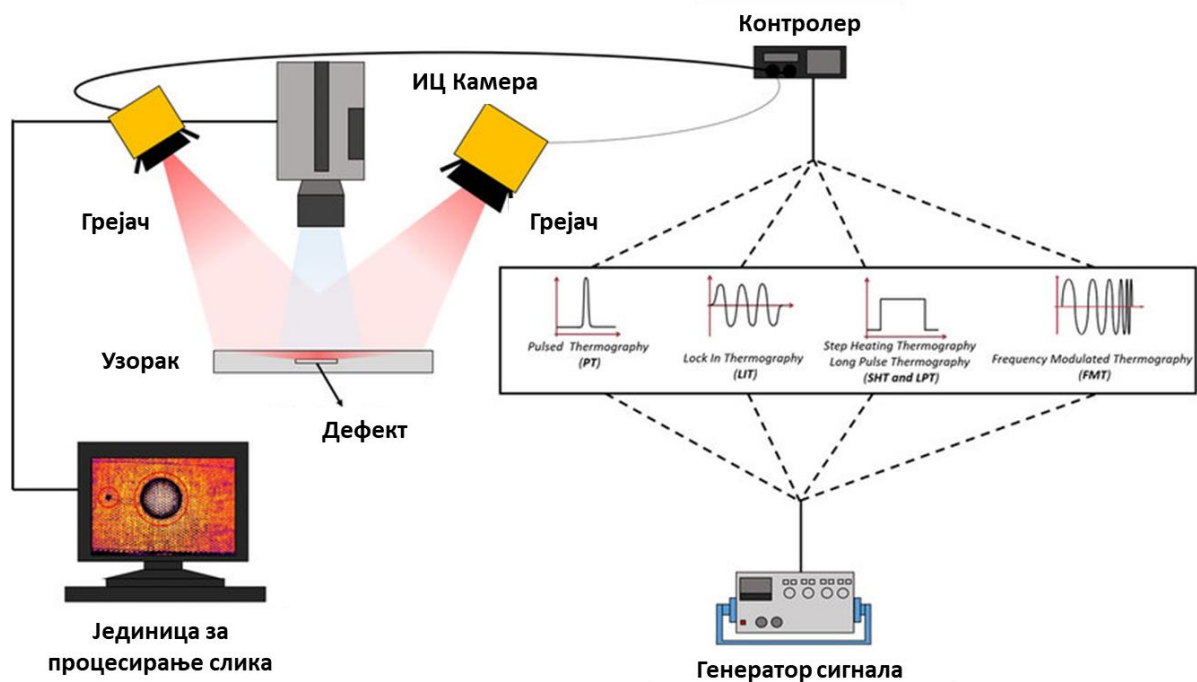 Контролер
ИЦ Камера
Грејач
Грејач
Pulsed Thermography
(PT)
Lock In Thermography
(LIT)
Step Heating Thermography
Long Pulse Thermography
(SHT and LPT)
Frequency Modulated Thermography
(FMT)
Узорак
Дефект
Јединица за
процесирање слика
Генератор сигнала